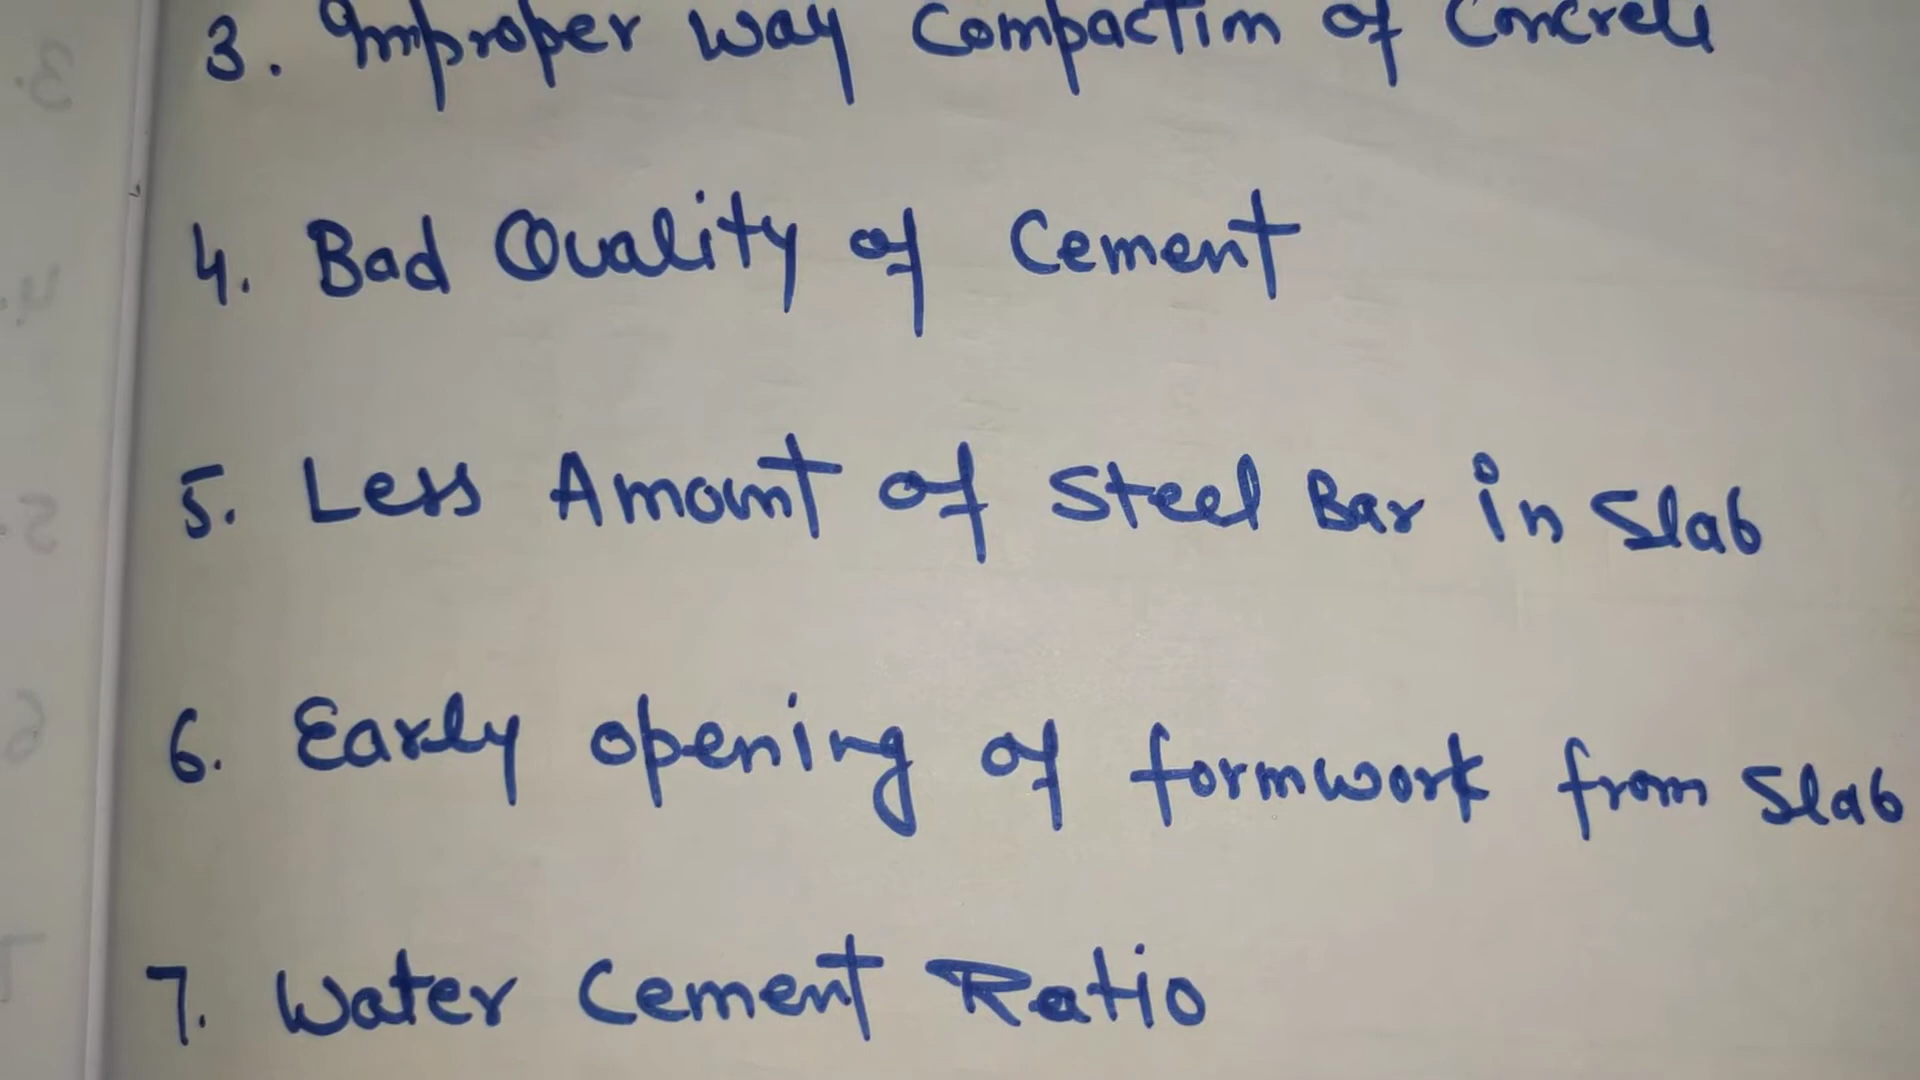 3. Improper way Compaction of Concrete
4. Bad Quality of Cement
5. Less Amount of Steel Bar in Slab
6. Early opening of formwork from Slab
7. Water Cement Ratio